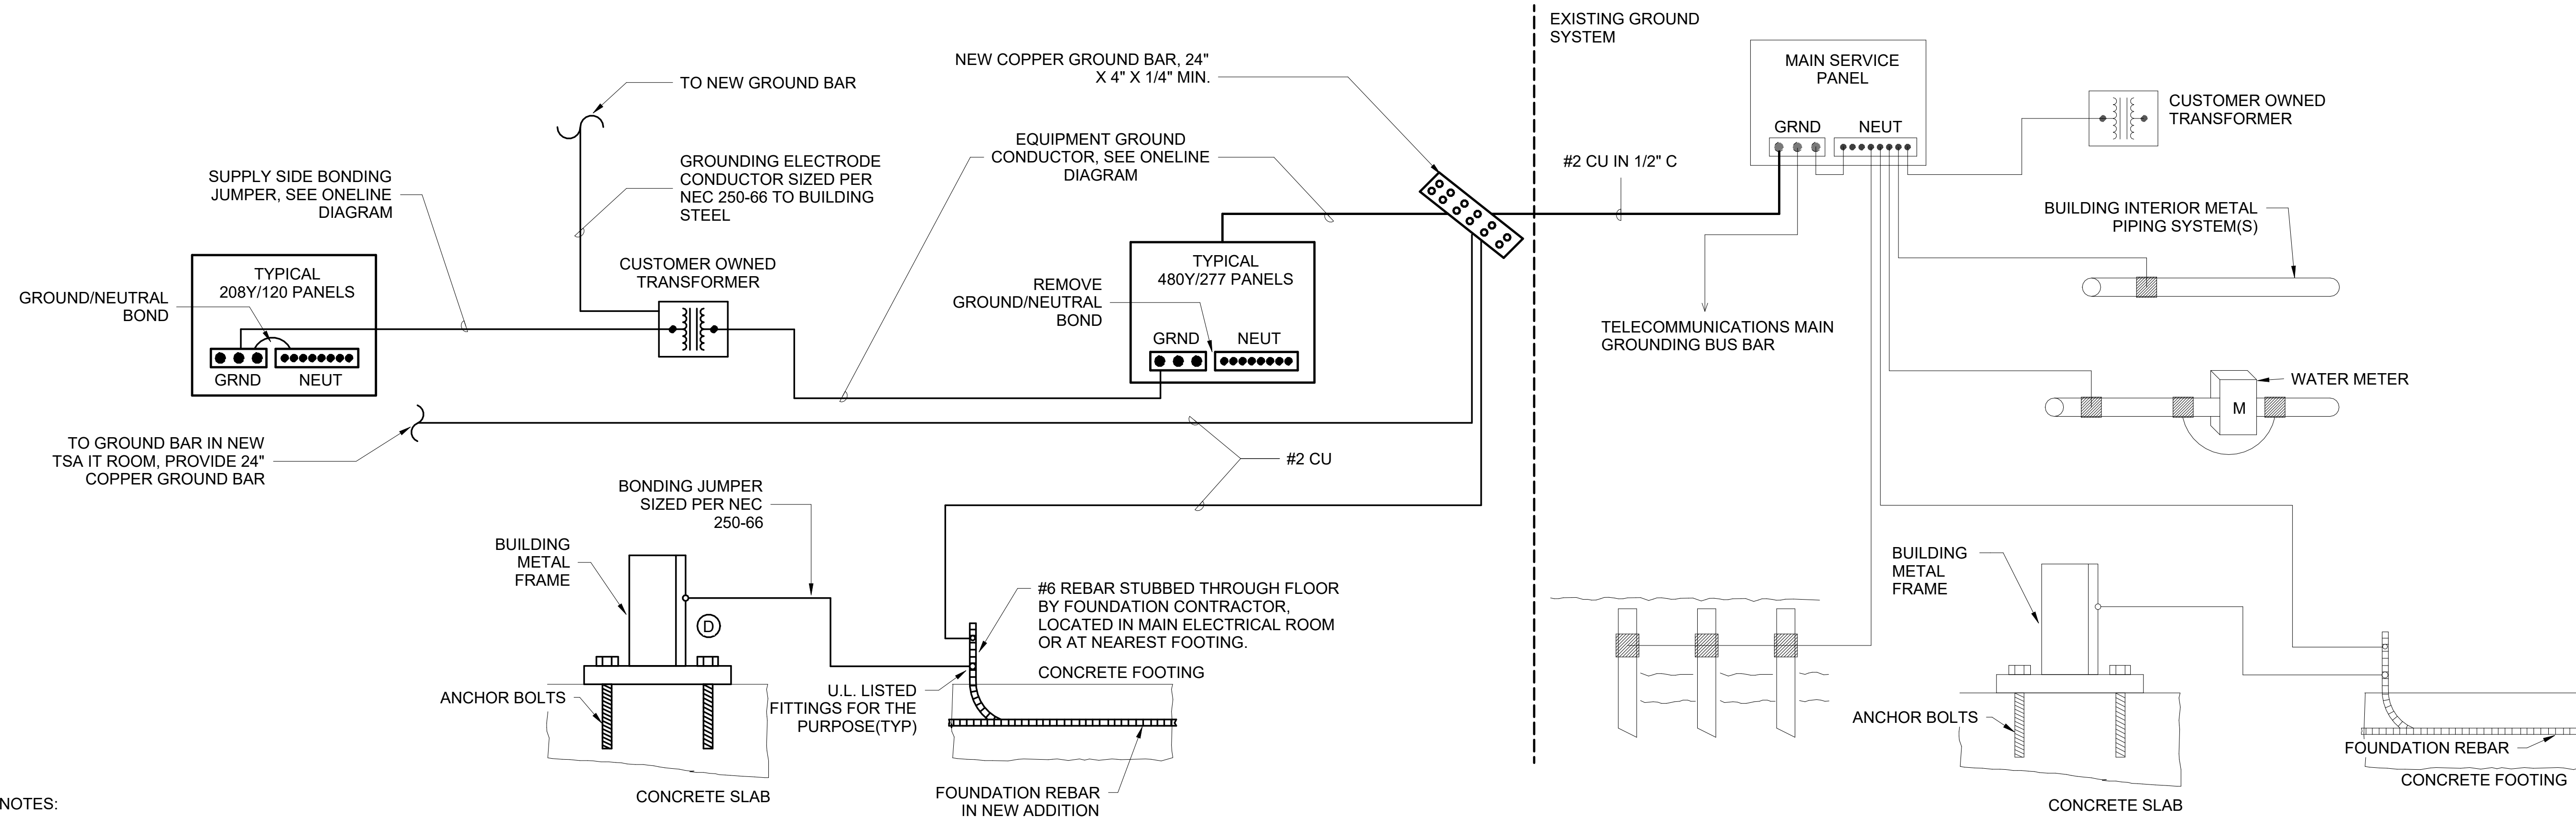 EXISTING GROUND
SYSTEM
NEW COPPER GROUND BAR, 24"
X 4" X 1/4" MIN.
MAIN SERVICE
PANEL
GRND
NEUT
CUSTOMER OWNED
TRANSFORMER
TO NEW GROUND BAR
EQUIPMENT GROUND
CONDUCTOR, SEE ONELINE
DIAGRAM
#2 CU IN 1/2" C
GROUNDING ELECTRODE
CONDUCTOR SIZED PER
NEC 250-66 TO BUILDING
STEEL
SUPPLY SIDE BONDING
JUMPER, SEE ONELINE
DIAGRAM
BUILDING INTERIOR METAL
PIPING SYSTEM(S)
TYPICAL
208Y/120 PANELS
GRND
NEUT
GROUND/NEUTRAL
BOND
CUSTOMER OWNED
TRANSFORMER
TYPICAL
480Y/277 PANELS
GRND
NEUT
REMOVE
GROUND/NEUTRAL
BOND
TELECOMMUNICATIONS MAIN
GROUNDING BUS BAR
WATER METER
M
TO GROUND BAR IN NEW
TSA IT ROOM, PROVIDE 24"
COPPER GROUND BAR
#2 CU
BONDING JUMPER
SIZED PER NEC
250-66
BUILDING
METAL
FRAME
D
#6 REBAR STUBBED THROUGH FLOOR
BY FOUNDATION CONTRACTOR,
LOCATED IN MAIN ELECTRICAL ROOM
OR AT NEAREST FOOTING.
CONCRETE FOOTING
ANCHOR BOLTS
U.L. LISTED
FITTINGS FOR THE
PURPOSE(TYP)
CONCRETE SLAB
FOUNDATION REBAR
IN NEW ADDITION
BUILDING
METAL
FRAME
ANCHOR BOLTS
FOUNDATION REBAR
CONCRETE FOOTING
CONCRETE SLAB
NOTES: